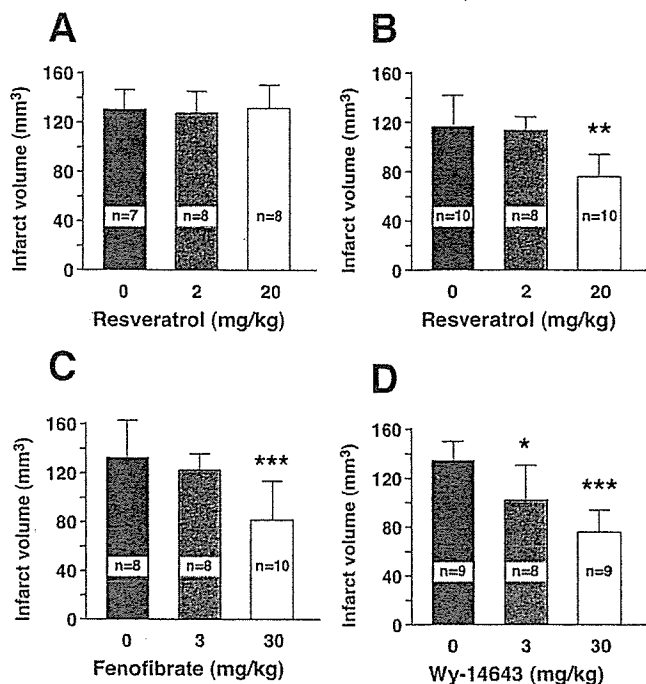 A
Infarct volume (mm³)
160
120
80
40
0
n=7
n=8
n=8
0 2 20
Resveratrol (mg/kg)
B
Infarct volume (mm³)
160
120
80
40
0
**
n=10
n=8
n=10
0 2 20
Resveratrol (mg/kg)
C
Infarct volume (mm³)
160
120
80
40
0
***
n=8
n=8
n=10
0 3 30
Fenofibrate (mg/kg)
D
Infarct volume (mm³)
160
120
80
40
0
*
***
n=9
n=8
n=9
0 3 30
Wy-14643 (mg/kg)